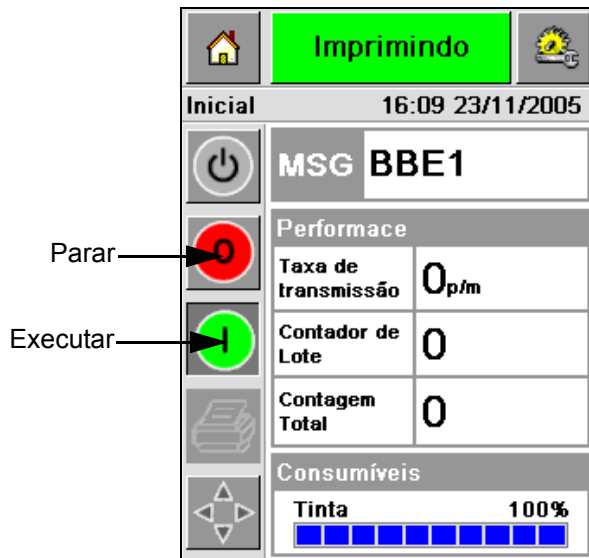 Imprimindo
Inicial 16:09 23/11/2005
MSG BBE1
Parar
O
Performace
Taxa de
transmissão
0p/m
Executar
I
Contador de
Lote
0
Contagem
Total
0
Consumíveis
Tinta 100%